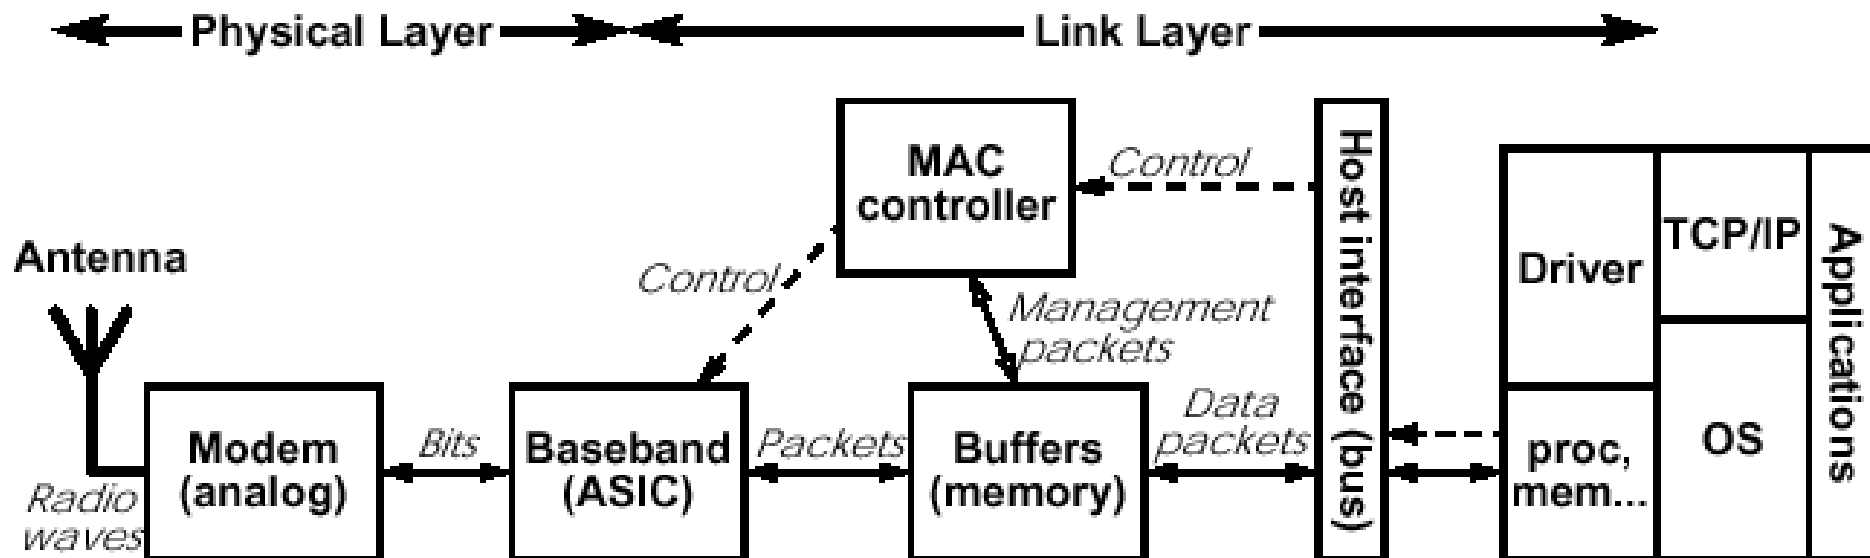 Physical Layer
Link Layer
MAC
controller
Control
Host interface (bus)
Antenna
Control
Management
packets
Driver
TCP/IP
Applications
Radio
waves
Modem
(analog)
Bits
Baseband
(ASIC)
Packets
Buffers
(memory)
Data
packets
proc,
mem...
OS